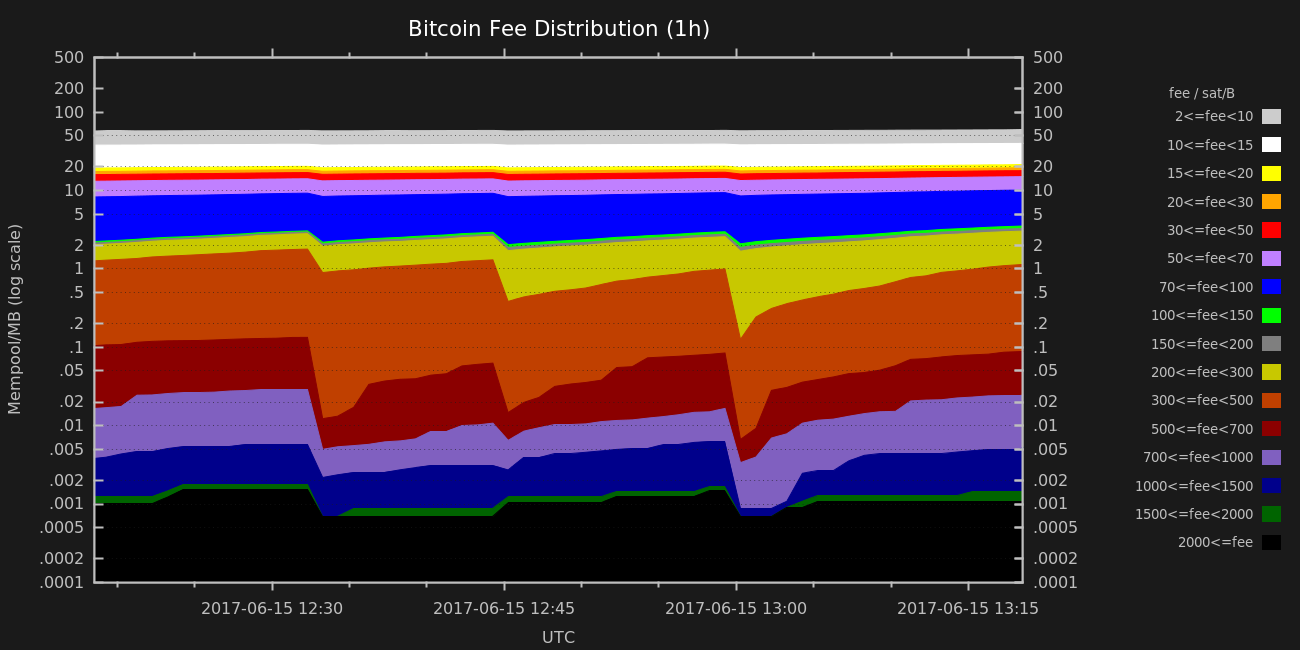 Bitcoin Fee Distribution (1h)
500 500
200 200
100 100
50 50
20 20
10 10
5 5
2 2
1 1
.5 .5
.2 .2
.1 .1
.05 .05
.02 .02
.01 .01
.005 .005
.002 .002
.001 .001
.0005 .0005
.0002 .0002
.0001 .0001
Mempool/MB (log scale)
2017-06-15 12:30 2017-06-15 12:45 2017-06-15 13:00 2017-06-15 13:15
UTC
fee / sat/B
2<=fee<10
10<=fee<15
15<=fee<20
20<=fee<30
30<=fee<50
50<=fee<70
70<=fee<100
100<=fee<150
150<=fee<200
200<=fee<300
300<=fee<500
500<=fee<700
700<=fee<1000
1000<=fee<1500
1500<=fee<2000
2000<=fee